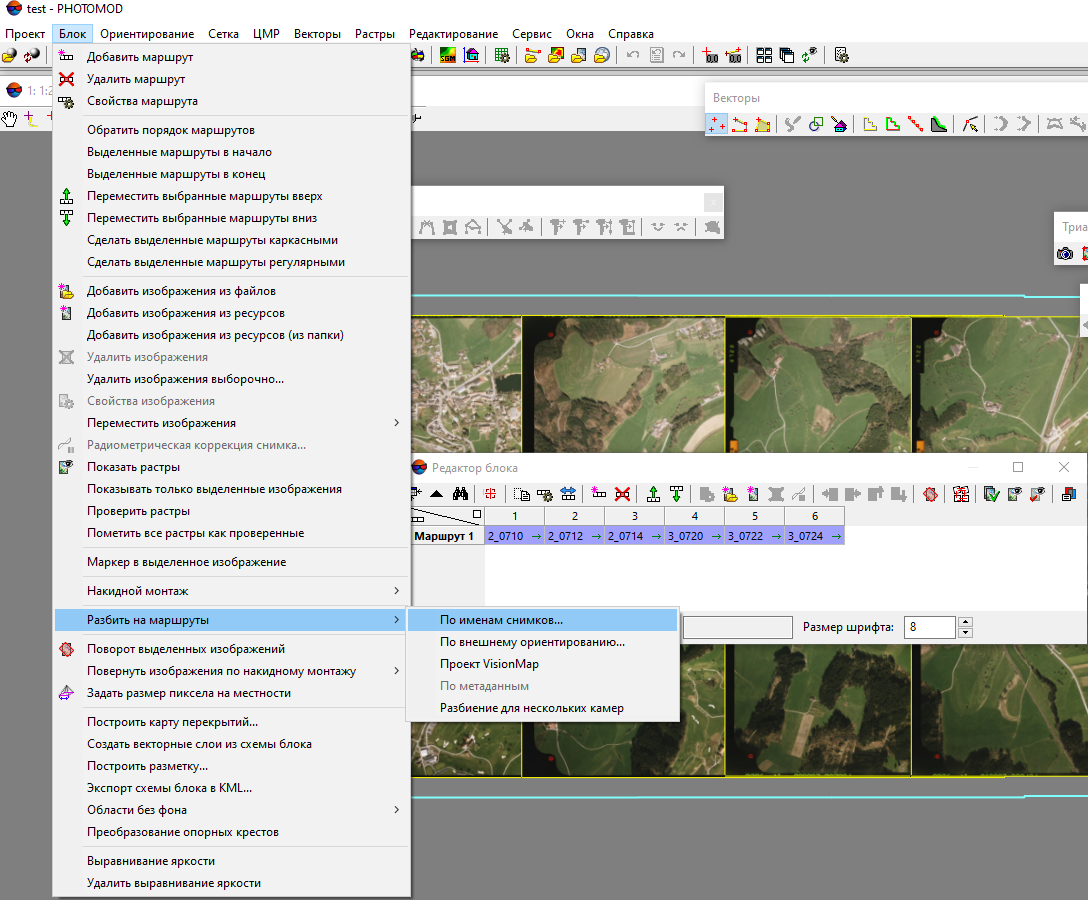 test - PHOTOMOD
Проект Блок Ориентирование Сетка ЦМР Векторы Растры Редактирование Сервис Окна Справка
SGM
1: 1:2
Добавить маршрут
Удалить маршрут
Свойства маршрута
Обратить порядок маршрутов
Выделенные маршруты в начало
Выделенные маршруты в конец
Переместить выбранные маршруты вверх
Переместить выбранные маршруты вниз
Сделать выделенные маршруты каркасными
Сделать выделенные маршруты регулярными
Добавить изображения из файлов
Добавить изображения из ресурсов
Добавить изображения из ресурсов (из папки)
Удалить изображения
Удалить изображения выборочно...
Свойства изображения
Переместить изображения
Радиометрическая коррекция снимка...
Показать растры
Показывать только выделенные изображения
Проверить растры
Пометить все растры как проверенные
Маркер в выделенное изображение
Накидной монтаж
Разбить на маршруты
Поворот выделенных изображений
Повернуть изображения по накидному монтажу
Задать размер пиксела на местности
Построить карту перекрытий...
Создать векторные слои из схемы блока
Построить разметку...
Экспорт схемы блока в KML...
Области без фона
Преобразование опорных крестов
Выравнивание яркости
Удалить выравнивание яркости
По именам снимков...
По внешнему ориентированию...
Проект VisionMap
По метаданным
Разбиение для нескольких камер
Векторы
Триа
Редактор блока
1 2 3 4 5 6
Маршрут 1 2_0710 2_0712 2_0714 3_0720 3_0722 3_0724
Размер шрифта: 8